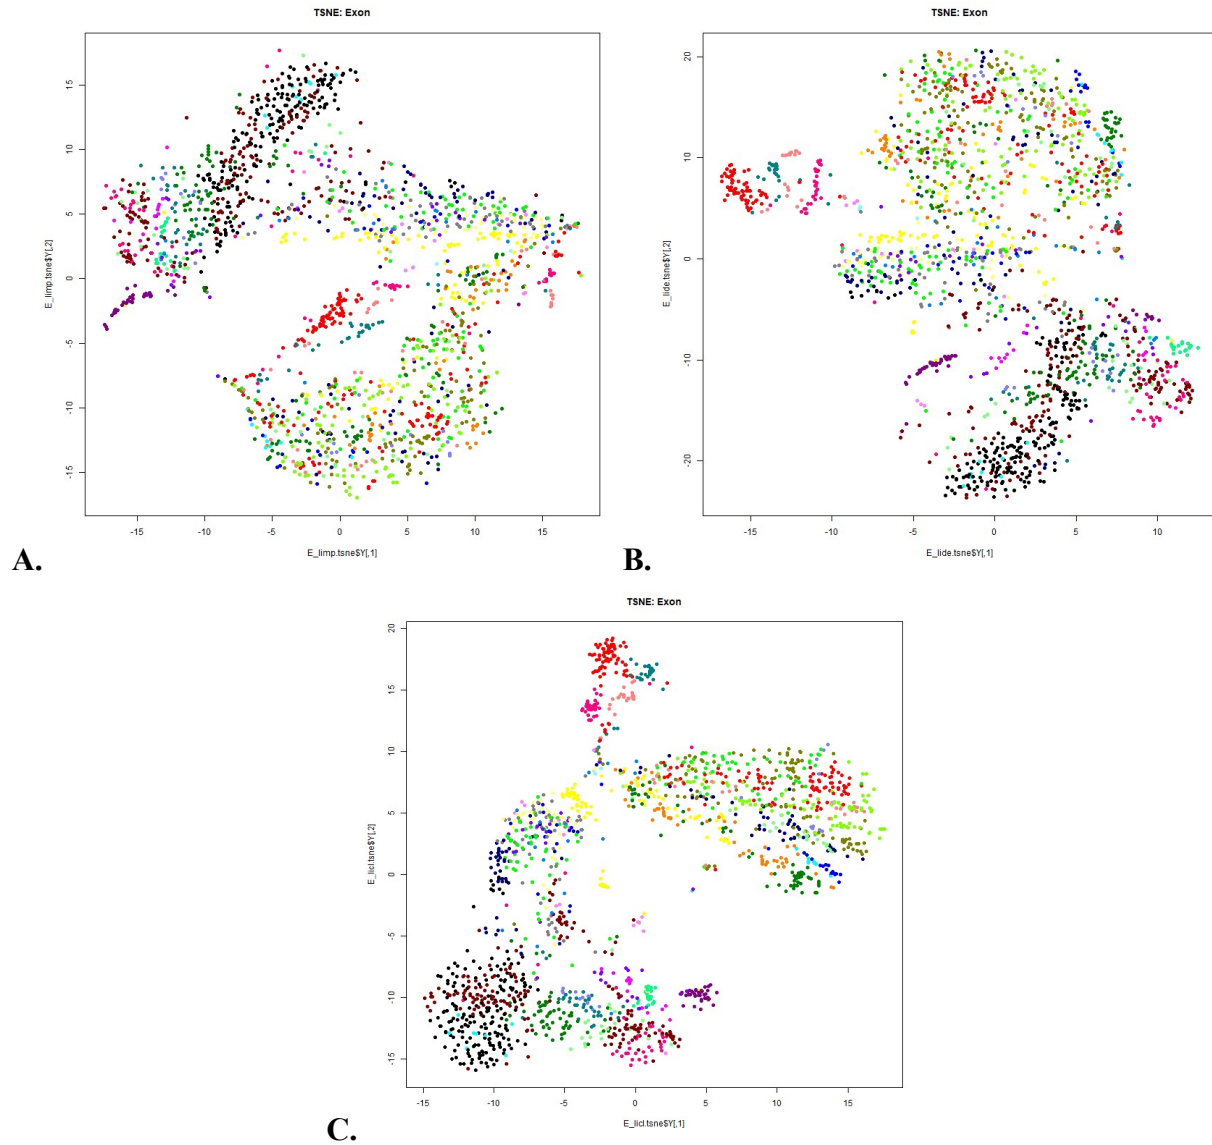 TSNE: Exon
15
10
5
0
-5
-10
-15
E_limp.tsne$Y[,2]
-15 -10 -5 0 5 10 15
E_limp.tsne$Y[,1]
A.
TSNE: Exon
20
10
0
-10
-20
E_lide.tsne$Y[,2]
-15 -10 -5 0 5 10
E_lide.tsne$Y[,1]
B.
TSNE: Exon
20
15
10
5
0
-5
-10
-15
E_licl.tsne$Y[,2]
-15 -10 -5 0 5 10 15
E_licl.tsne$Y[,1]
C.